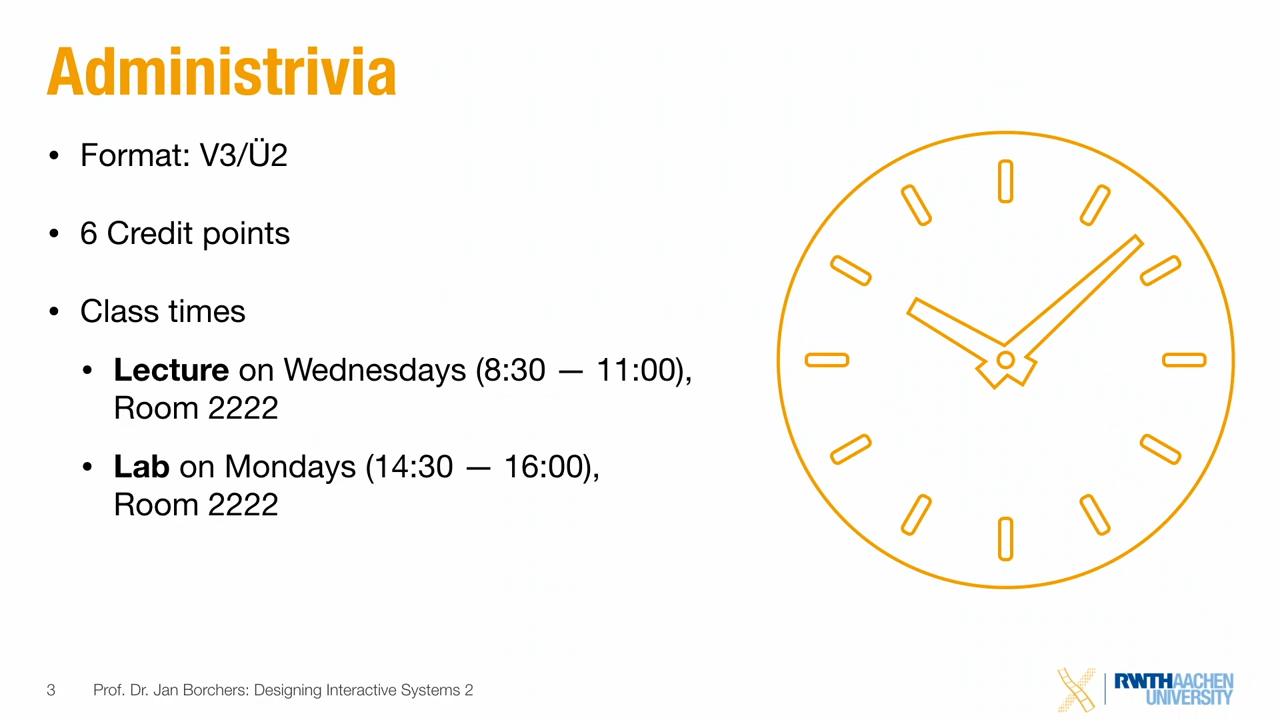 Administrivia
• Format: V3/Ü2
• 6 Credit points
• Class times
• Lecture on Wednesdays (8:30 — 11:00),
Room 2222
• Lab on Mondays (14:30 — 16:00),
Room 2222
3 Prof. Dr. Jan Borchers: Designing Interactive Systems 2
RWTHAACHEN
UNIVERSITY